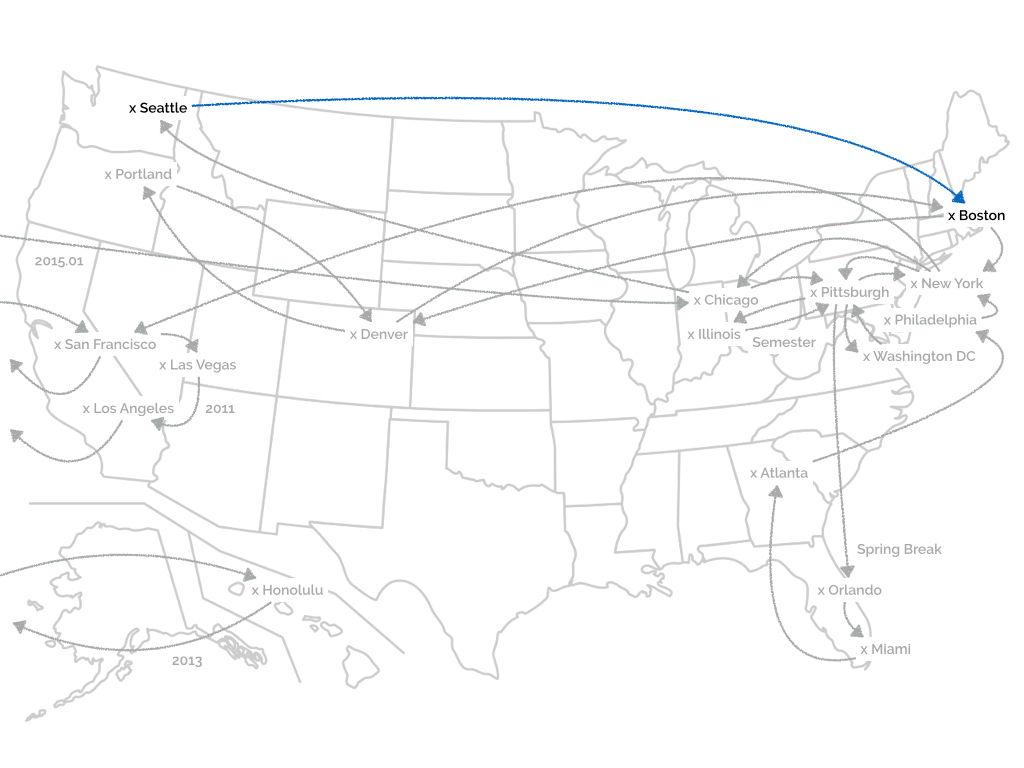 x Seattle
x Portland
x Boston
2015.01
x New York
x Pittsburgh
x Chicago
x Philadelphia
x Denver
x Illinois
Semester
x San Francisco
x Washington DC
x Las Vegas
x Los Angeles
2011
x Atlanta
Spring Break
x Honolulu
x Orlando
x Miami
2013